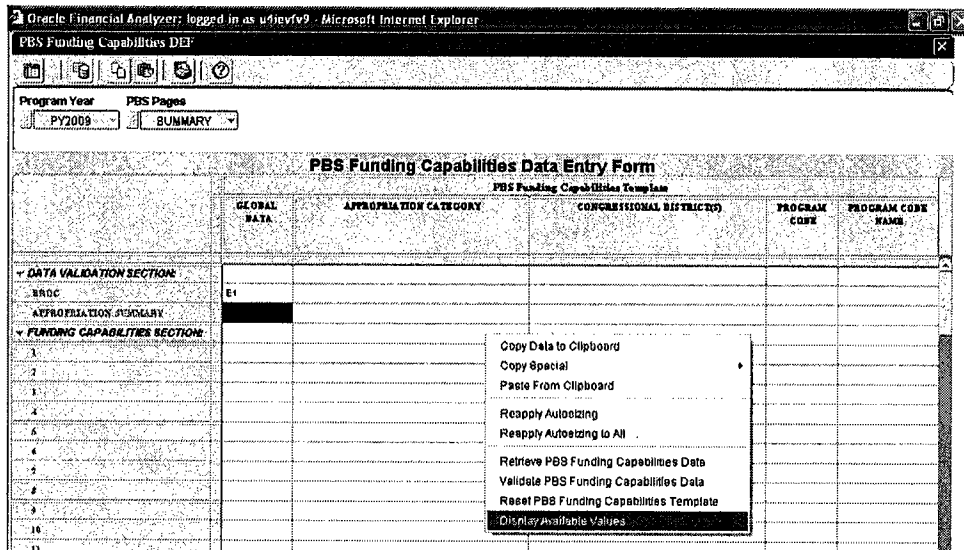 Oracle Financial Analyzer: logged in as u4ievfv9 - Microsoft Internet Explorer
PBS Funding Capabilities DEF
Program Year PBS Pages
PY2009 SUMMARY
PBS Funding Capabilities Data Entry Form
PBS Funding Capabilities Template
GLOBAL DATA APPROPRIATION CATEGORY CONGRESSIONAL DISTRICT(S) PROGRAM CODE PROGRAM CODE NAME
DATA VALIDATION SECTION:
E1
APPROPRIATION SUMMARY
FUNDING CAPABILITIES SECTION:
1
2
3
4
5
6
7
8
9
10
11
Copy Data to Clipboard
Copy Special
Paste From Clipboard
Reapply Autosizing
Reapply Autosizing to All
Retrieve PBS Funding Capabilities Data
Validate PBS Funding Capabilities Data
Reset PBS Funding Capabilities Template
Display Available Values